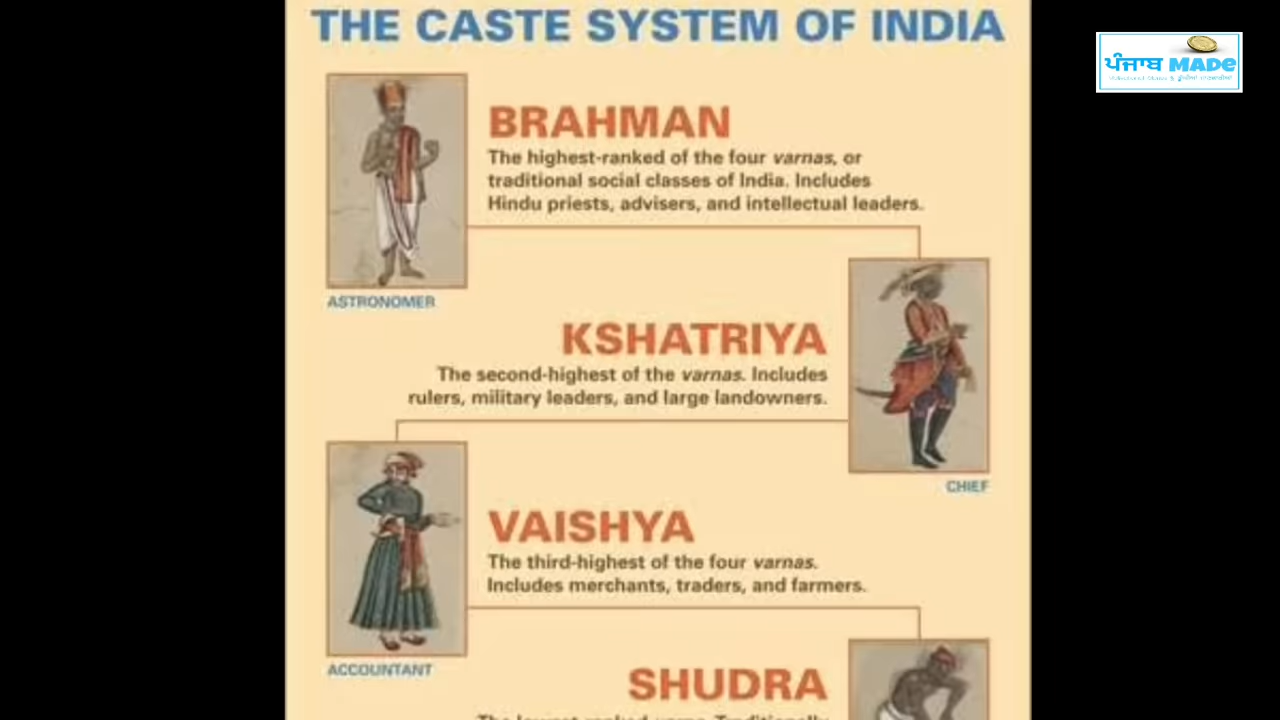 THE CASTE SYSTEM OF INDIA
ਪੰਜਾਬ MADE
BRAHMAN
The highest-ranked of the four varnas, or
traditional social classes of India. Includes
Hindu priests, advisers, and intellectual leaders.
ASTRONOMER
KSHATRIYA
The second-highest of the varnas. Includes
rulers, military leaders, and large landowners.
CHIEF
VAISHYA
The third-highest of the four varnas.
Includes merchants, traders, and farmers.
ACCOUNTANT
SHUDRA